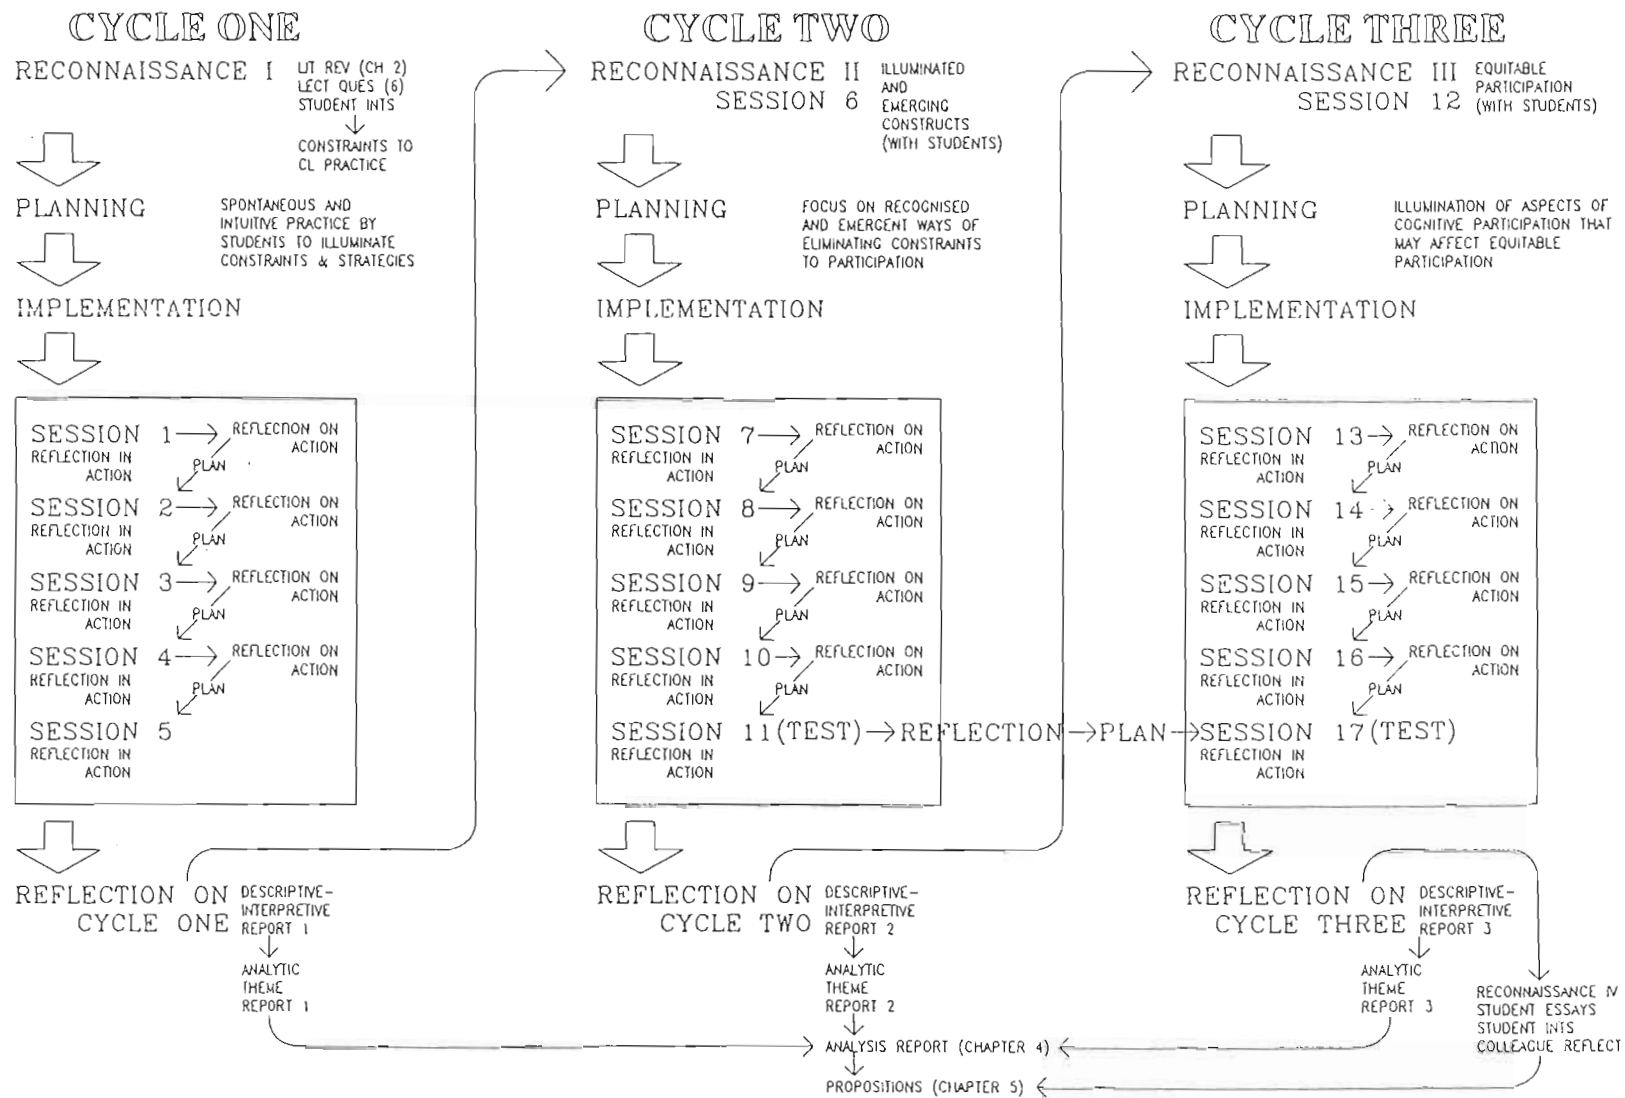 CYCLE ONE
RECONNAISSANCE I
LIT REV (CH 2)
LECT QUES (6)
STUDENT INTS
CONSTRAINTS TO
CL PRACTICE
PLANNING
SPONTANEOUS AND
INTUITIVE PRACTICE BY
STUDENTS TO ILLUMINATE
CONSTRAINTS & STRATEGIES
IMPLEMENTATION
SESSION 1
REFLECTION IN
ACTION
REFLECTION ON
ACTION
PLAN
SESSION 2
REFLECTION IN
ACTION
REFLECTION ON
ACTION
PLAN
SESSION 3
REFLECTION IN
ACTION
REFLECTION ON
ACTION
PLAN
SESSION 4
REFLECTION IN
ACTION
REFLECTION ON
ACTION
PLAN
SESSION 5
REFLECTION IN
ACTION
REFLECTION ON
CYCLE ONE
DESCRIPTIVE-
INTERPRETIVE
REPORT 1
ANALYTIC
THEME
REPORT 1
CYCLE TWO
RECONNAISSANCE II
SESSION 6
ILLUMINATED
AND
EMERGING
CONSTRUCTS
(WITH STUDENTS)
PLANNING
FOCUS ON RECOGNISED
AND EMERGENT WAYS OF
ELIMINATING CONSTRAINTS
TO PARTICIPATION
IMPLEMENTATION
SESSION 7
REFLECTION IN
ACTION
REFLECTION ON
ACTION
PLAN
SESSION 8
REFLECTION IN
ACTION
REFLECTION ON
ACTION
PLAN
SESSION 9
REFLECTION IN
ACTION
REFLECTION ON
ACTION
PLAN
SESSION 10
REFLECTION IN
ACTION
REFLECTION ON
ACTION
PLAN
SESSION 11(TEST)
REFLECTION IN
ACTION
REFLECTION
PLAN
REFLECTION ON
CYCLE TWO
DESCRIPTIVE-
INTERPRETIVE
REPORT 2
ANALYTIC
THEME
REPORT 2
ANALYSIS REPORT (CHAPTER 4)
PROPOSITIONS (CHAPTER 5)
CYCLE THREE
RECONNAISSANCE III
SESSION 12
EQUITABLE
PARTICIPATION
(WITH STUDENTS)
PLANNING
ILLUMINATION OF ASPECTS OF
COGNITIVE PARTICIPATION THAT
MAY AFFECT EQUITABLE
PARTICIPATION
IMPLEMENTATION
SESSION 13
REFLECTION IN
ACTION
REFLECTION ON
ACTION
PLAN
SESSION 14
REFLECTION IN
ACTION
REFLECTION ON
ACTION
PLAN
SESSION 15
REFLECTION IN
ACTION
REFLECTION ON
ACTION
PLAN
SESSION 16
REFLECTION IN
ACTION
REFLECTION ON
ACTION
PLAN
SESSION 17(TEST)
REFLECTION IN
ACTION
REFLECTION ON
CYCLE THREE
DESCRIPTIVE-
INTERPRETIVE
REPORT 3
ANALYTIC
THEME
REPORT 3
RECONNAISSANCE IV
STUDENT ESSAYS
STUDENT INTS
COLLEAGUE REFLECT